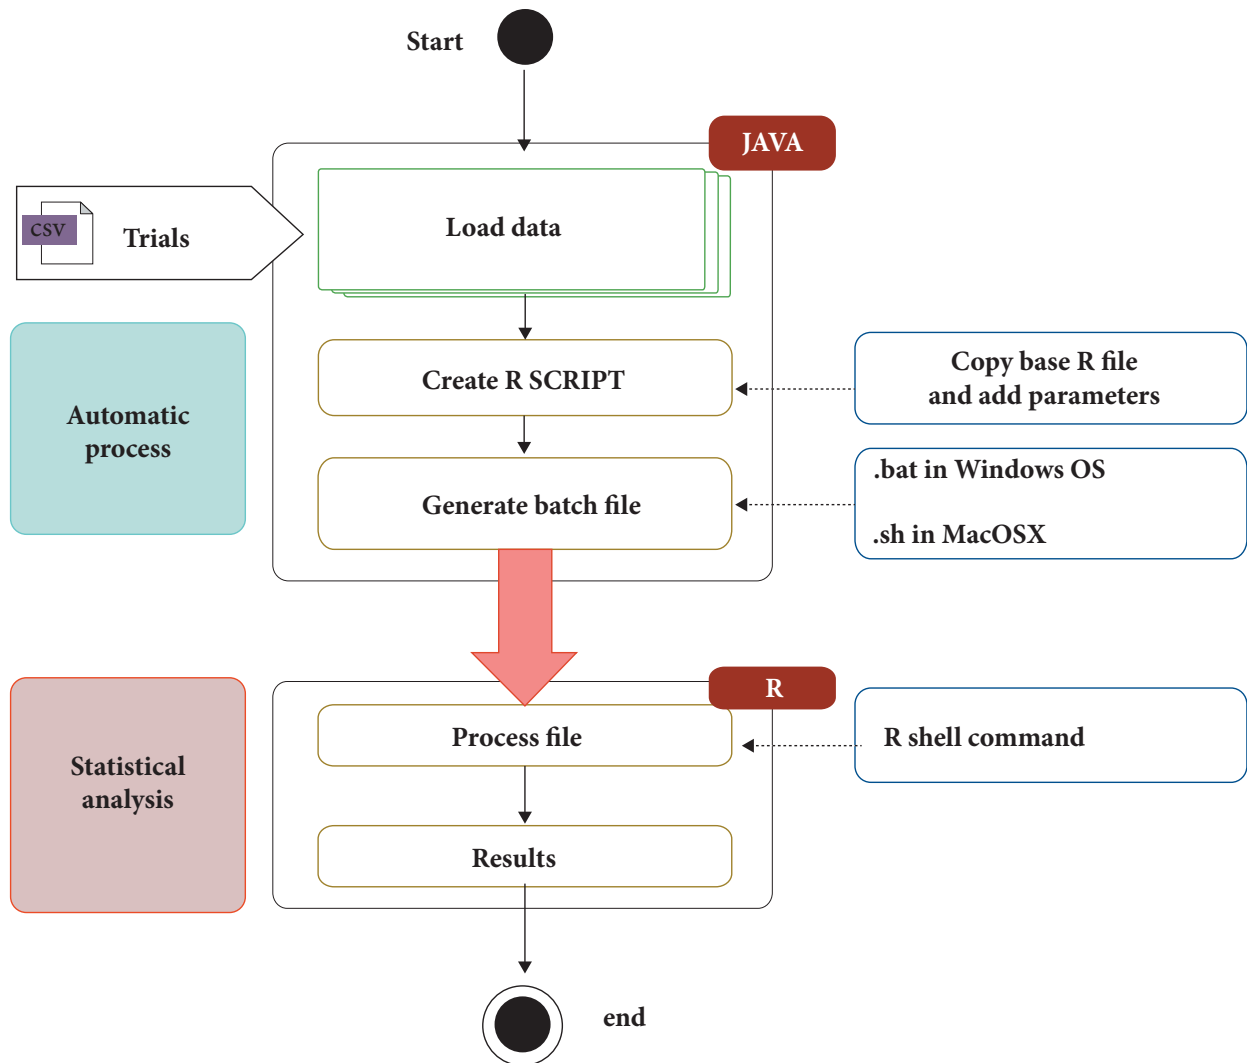 Start
JAVA
CSV
Trials
Load data
Automatic
process
Create R SCRIPT
Copy base R file
and add parameters
Generate batch file
.bat in Windows OS
.sh in MacOSX
R
Statistical
analysis
Process file
R shell command
Results
end